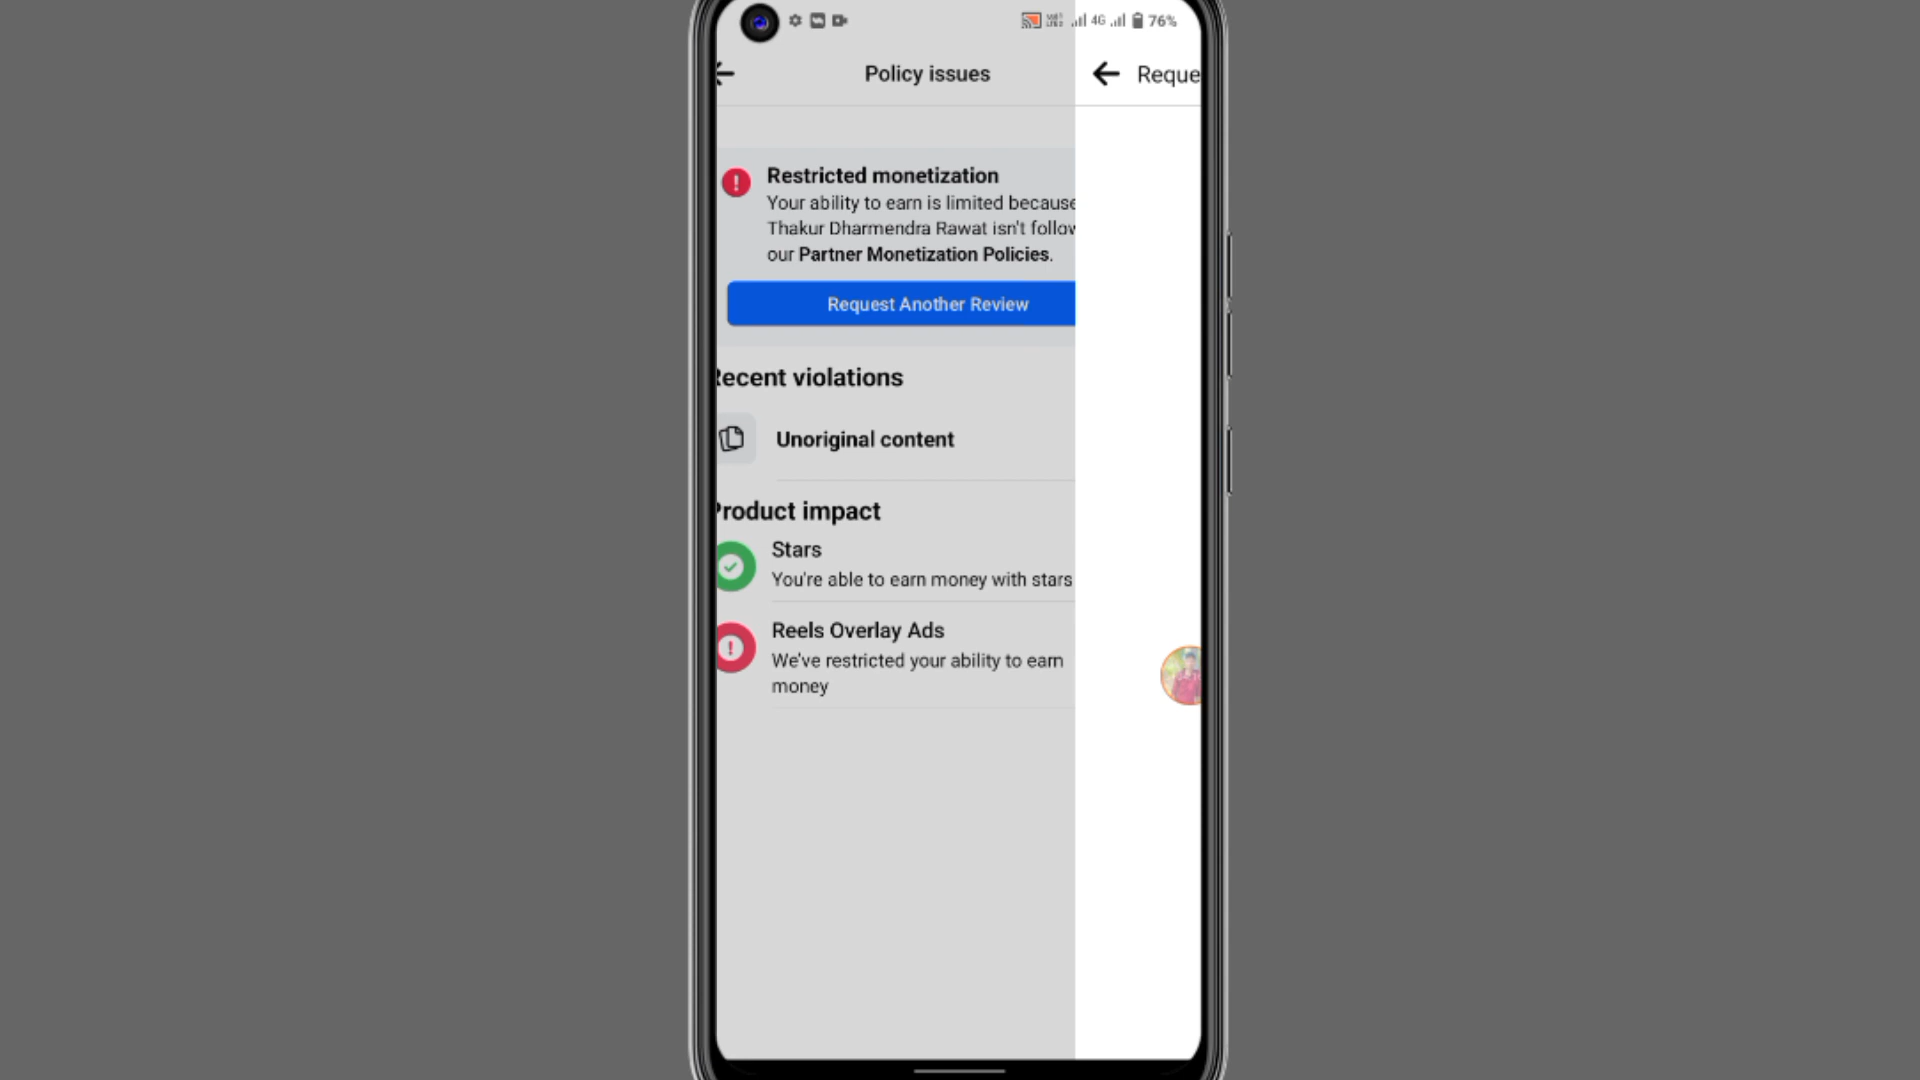 4G 76%
Policy issues
Reque
Restricted monetization
Your ability to earn is limited because
Thakur Dharmendra Rawat isn't follow
our Partner Monetization Policies.
Request Another Review
Recent violations
Unoriginal content
Product impact
Stars
You're able to earn money with stars
Reels Overlay Ads
We've restricted your ability to earn
money